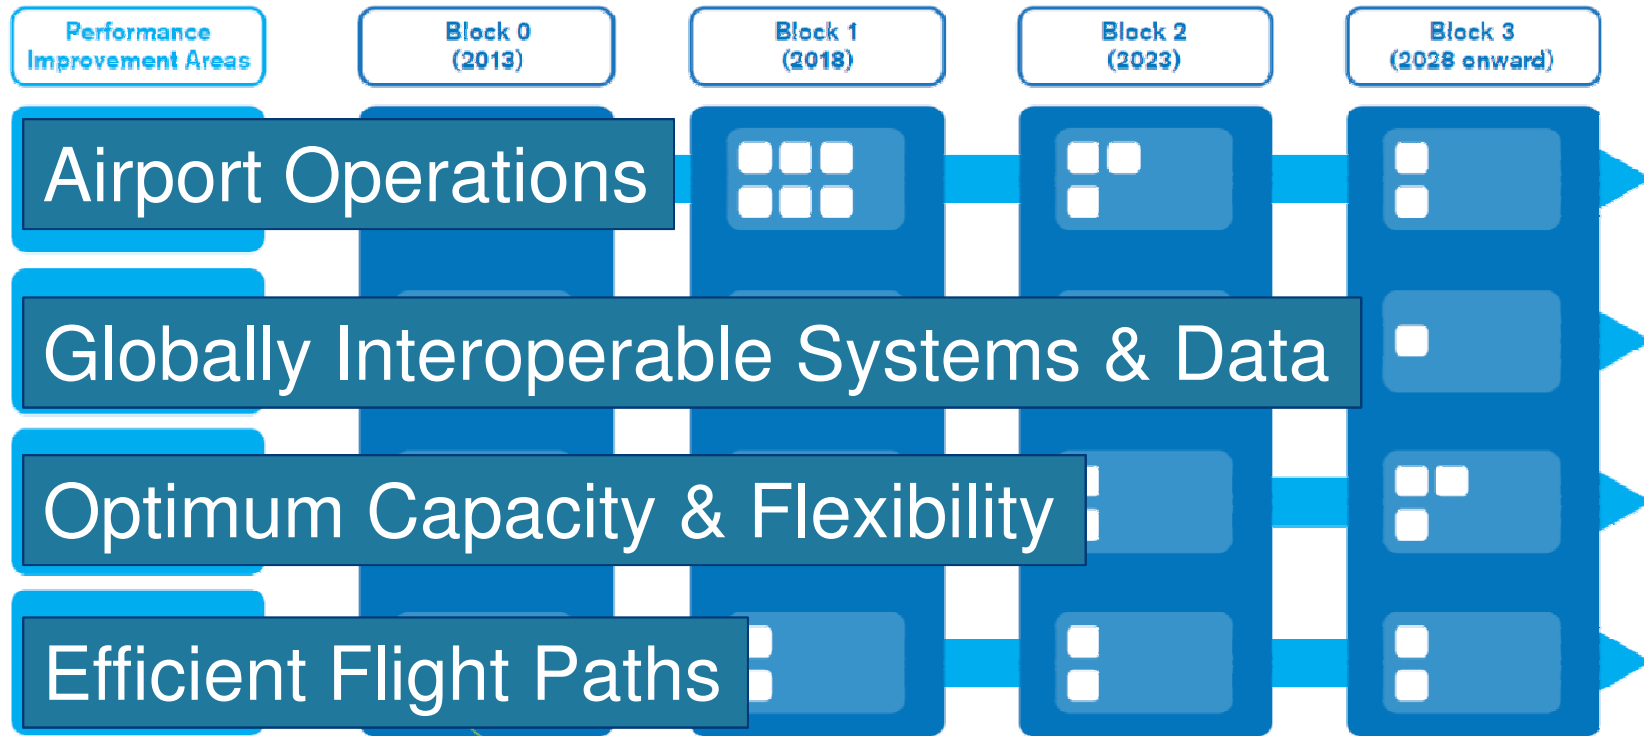 Performance
Improvement Areas
Block 0
(2013)
Block 1
(2018)
Block 2
(2023)
Block 3
(2028 onward)
Airport Operations
Globally Interoperable Systems & Data
Optimum Capacity & Flexibility
Efficient Flight Paths